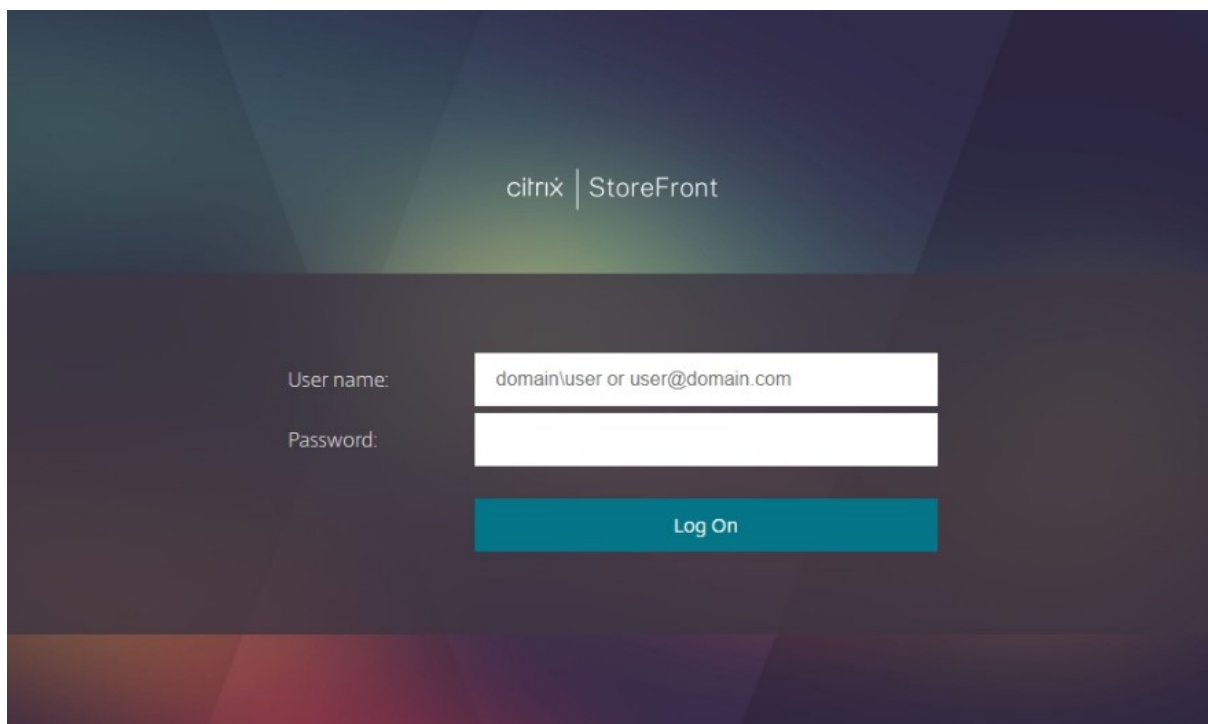 citrix | StoreFront
User name:
domain\user or user@domain.com
Password:
Log On